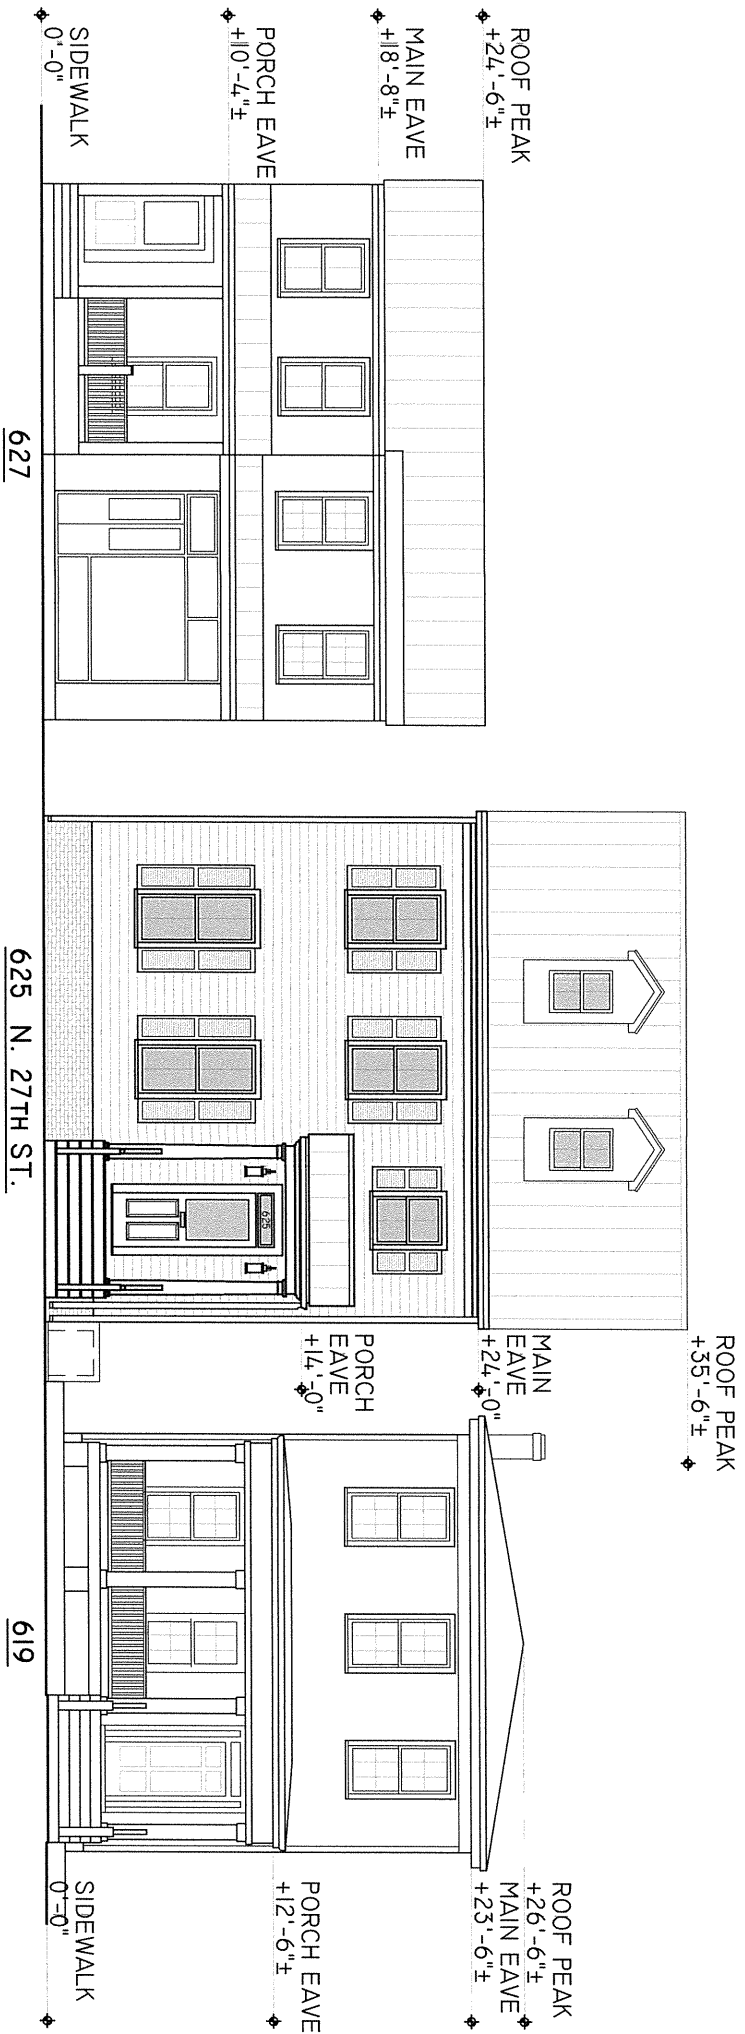 ROOF PEAK
+24'-6"±
MAIN EAVE
+18'-8"±
PORCH EAVE
+10'-4"±
SIDEWALK
0'-0"
627
625
625 N. 27TH ST.
ROOF PEAK
+35'-6"±
MAIN
EAVE
+24'-0"
PORCH
EAVE
+14'-0"
619
ROOF PEAK
+26'-6"±
MAIN EAVE
+23'-6"±
PORCH EAVE
+12'-6"±
SIDEWALK
0'-0"